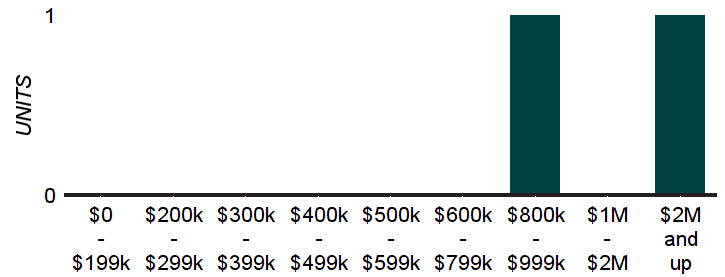 1
UNITS
0
$0 $200k $300k $400k $500k $600k $800k $1M $2M
- - - - - - - - and
$199k $299k $399k $499k $599k $799k $999k $2M up